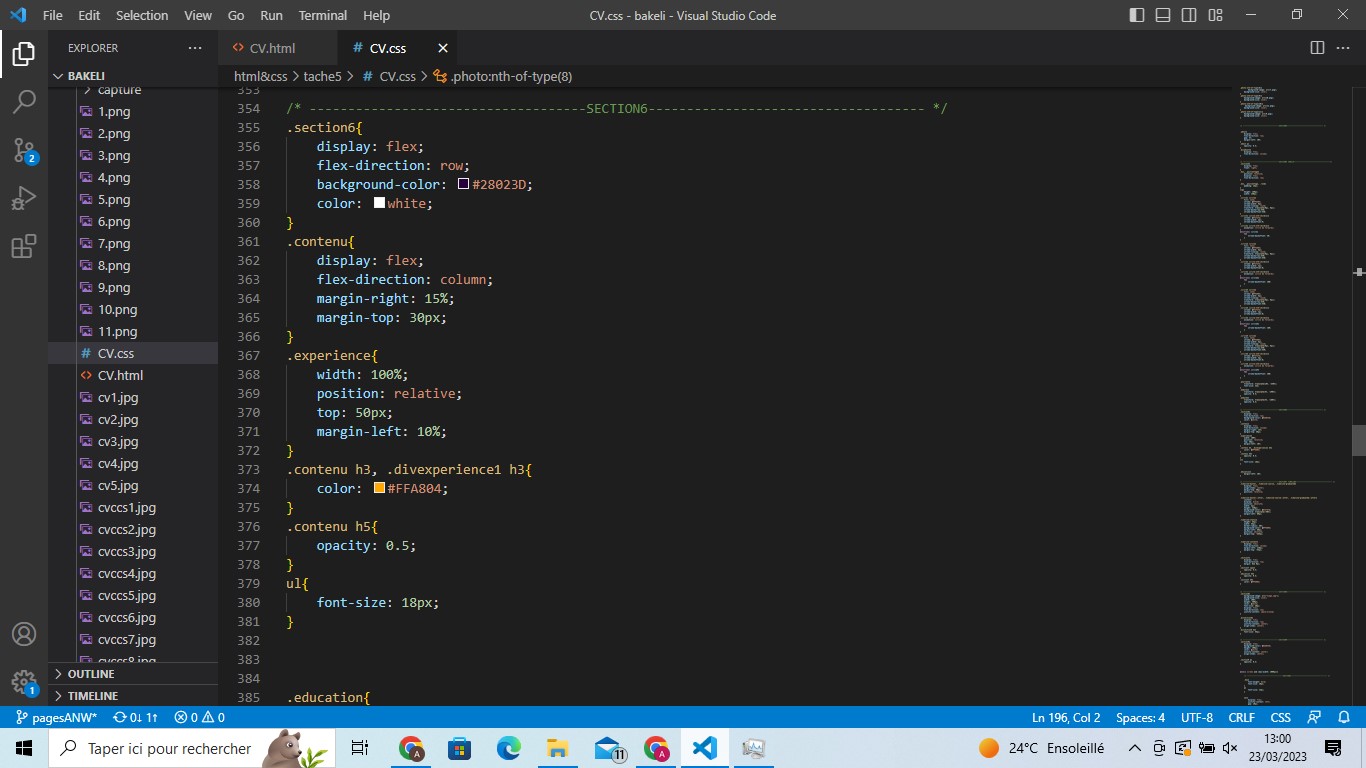 File Edit Selection View Go Run Terminal Help CV.css - bakeli - Visual Studio Code
EXPLORER
CV.html CV.css
BAKELI
html&css > tache5 > # CV.css > .photo:nth-of-type(8)
capture
1.png
2.png
3.png
4.png
5.png
6.png
7.png
8.png
9.png
10.png
11.png
# CV.css
<> CV.html
cv1.jpg
cv2.jpg
cv3.jpg
cv4.jpg
cv5.jpg
cvccs1.jpg
cvccs2.jpg
cvccs3.jpg
cvccs4.jpg
cvccs5.jpg
cvccs6.jpg
cvccs7.jpg
cvccs8.jpg
OUTLINE
TIMELINE
353
354 /* ------------------------------------SECTION6------------------------------------ */
355 .section6{
356 display: flex;
357 flex-direction: row;
358 background-color: #28023D;
359 color: white;
360 }
361 .contenu{
362 display: flex;
363 flex-direction: column;
364 margin-right: 15%;
365 margin-top: 30px;
366 }
367 .experience{
368 width: 100%;
369 position: relative;
370 top: 50px;
371 margin-left: 10%;
372 }
373 .contenu h3, .divexperience1 h3{
374 color: #FFA804;
375 }
376 .contenu h5{
377 opacity: 0.5;
378 }
379 ul{
380 font-size: 18px;
381 }
382
383
384
385 .education{
2
1
pagesANW* 0↓ 1↑ 0 0 Ln 196, Col 2 Spaces: 4 UTF-8 CRLF CSS
Taper ici pour rechercher 11 24°C Ensoleillé 13:00
23/03/2023